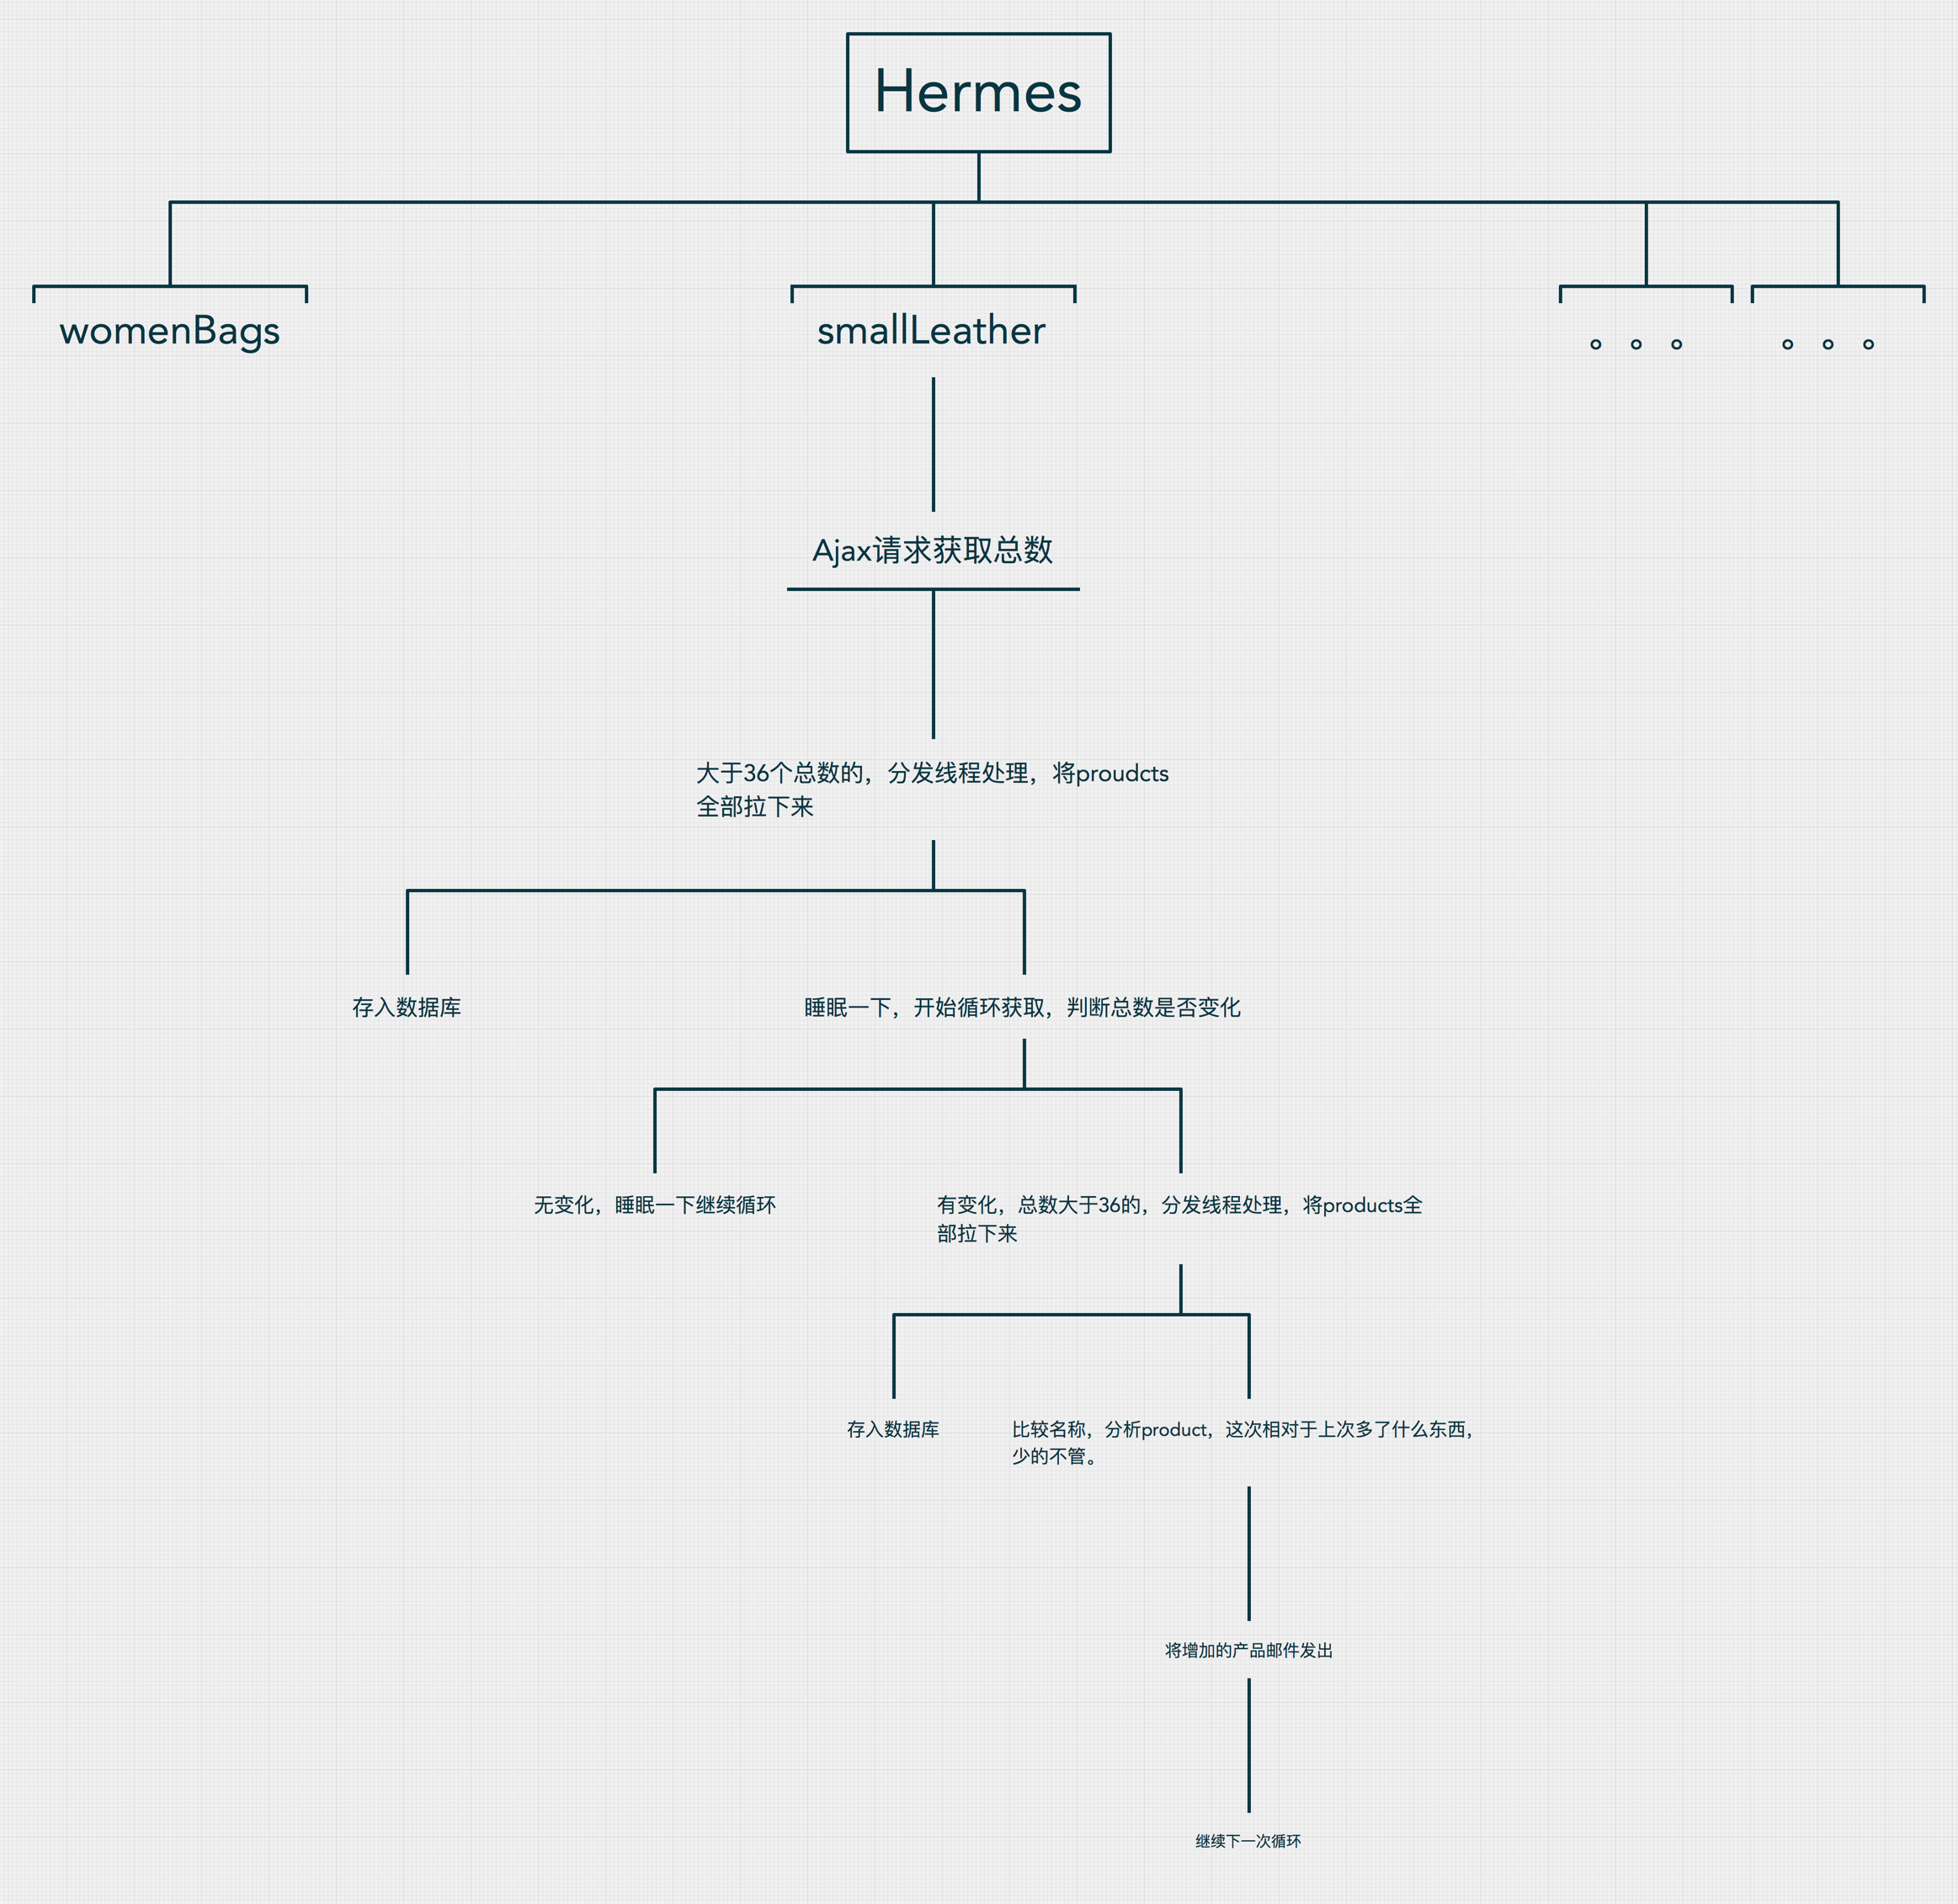 Hermes
womenBags
smallLeather
。。。
。。。
Ajax请求获取总数
大于36个总数的，分发线程处理，将proudcts
全部拉下来
存入数据库
睡眠一下，开始循环获取，判断总数是否变化
无变化，睡眠一下继续循环
有变化，总数大于36的，分发线程处理，将products全
部拉下来
存入数据库
比较名称，分析product，这次相对于上次多了什么东西，
少的不管。
将增加的产品邮件发出
继续下一次循环